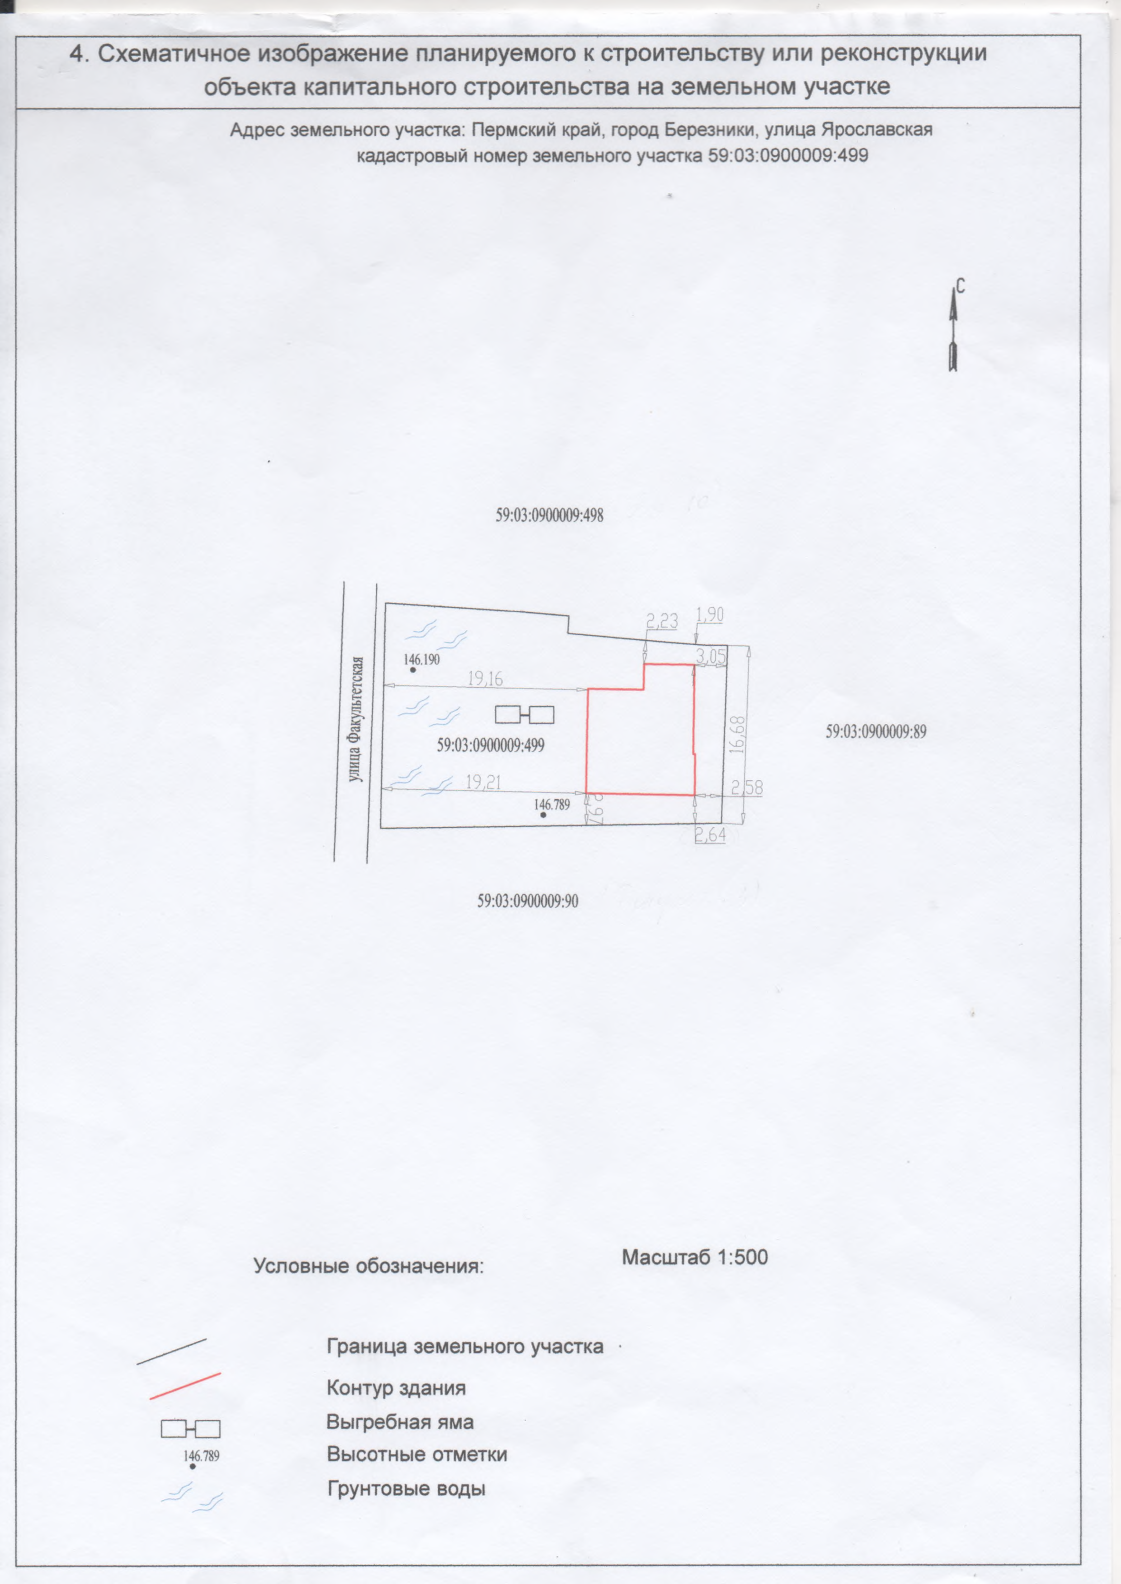 4. Схематичное изображение планируемого к строительству или реконструкции
объекта капитального строительства на земельном участке
Адрес земельного участка: Пермский край, город Березники, улица Ярославская
кадастровый номер земельного участка 59:03:0900009:499
С
59:03:0900009:498
2,23
1,90
146.190
3,05
19,16
улица Факультетская
16,68
59:03:0900009:89
59:03:0900009:499
19,21
2,58
146.789
2,97
2,64
59:03:0900009:90
Условные обозначения:
Масштаб 1:500
Граница земельного участка
Контур здания
Выгребная яма
146.789
Высотные отметки
Грунтовые воды